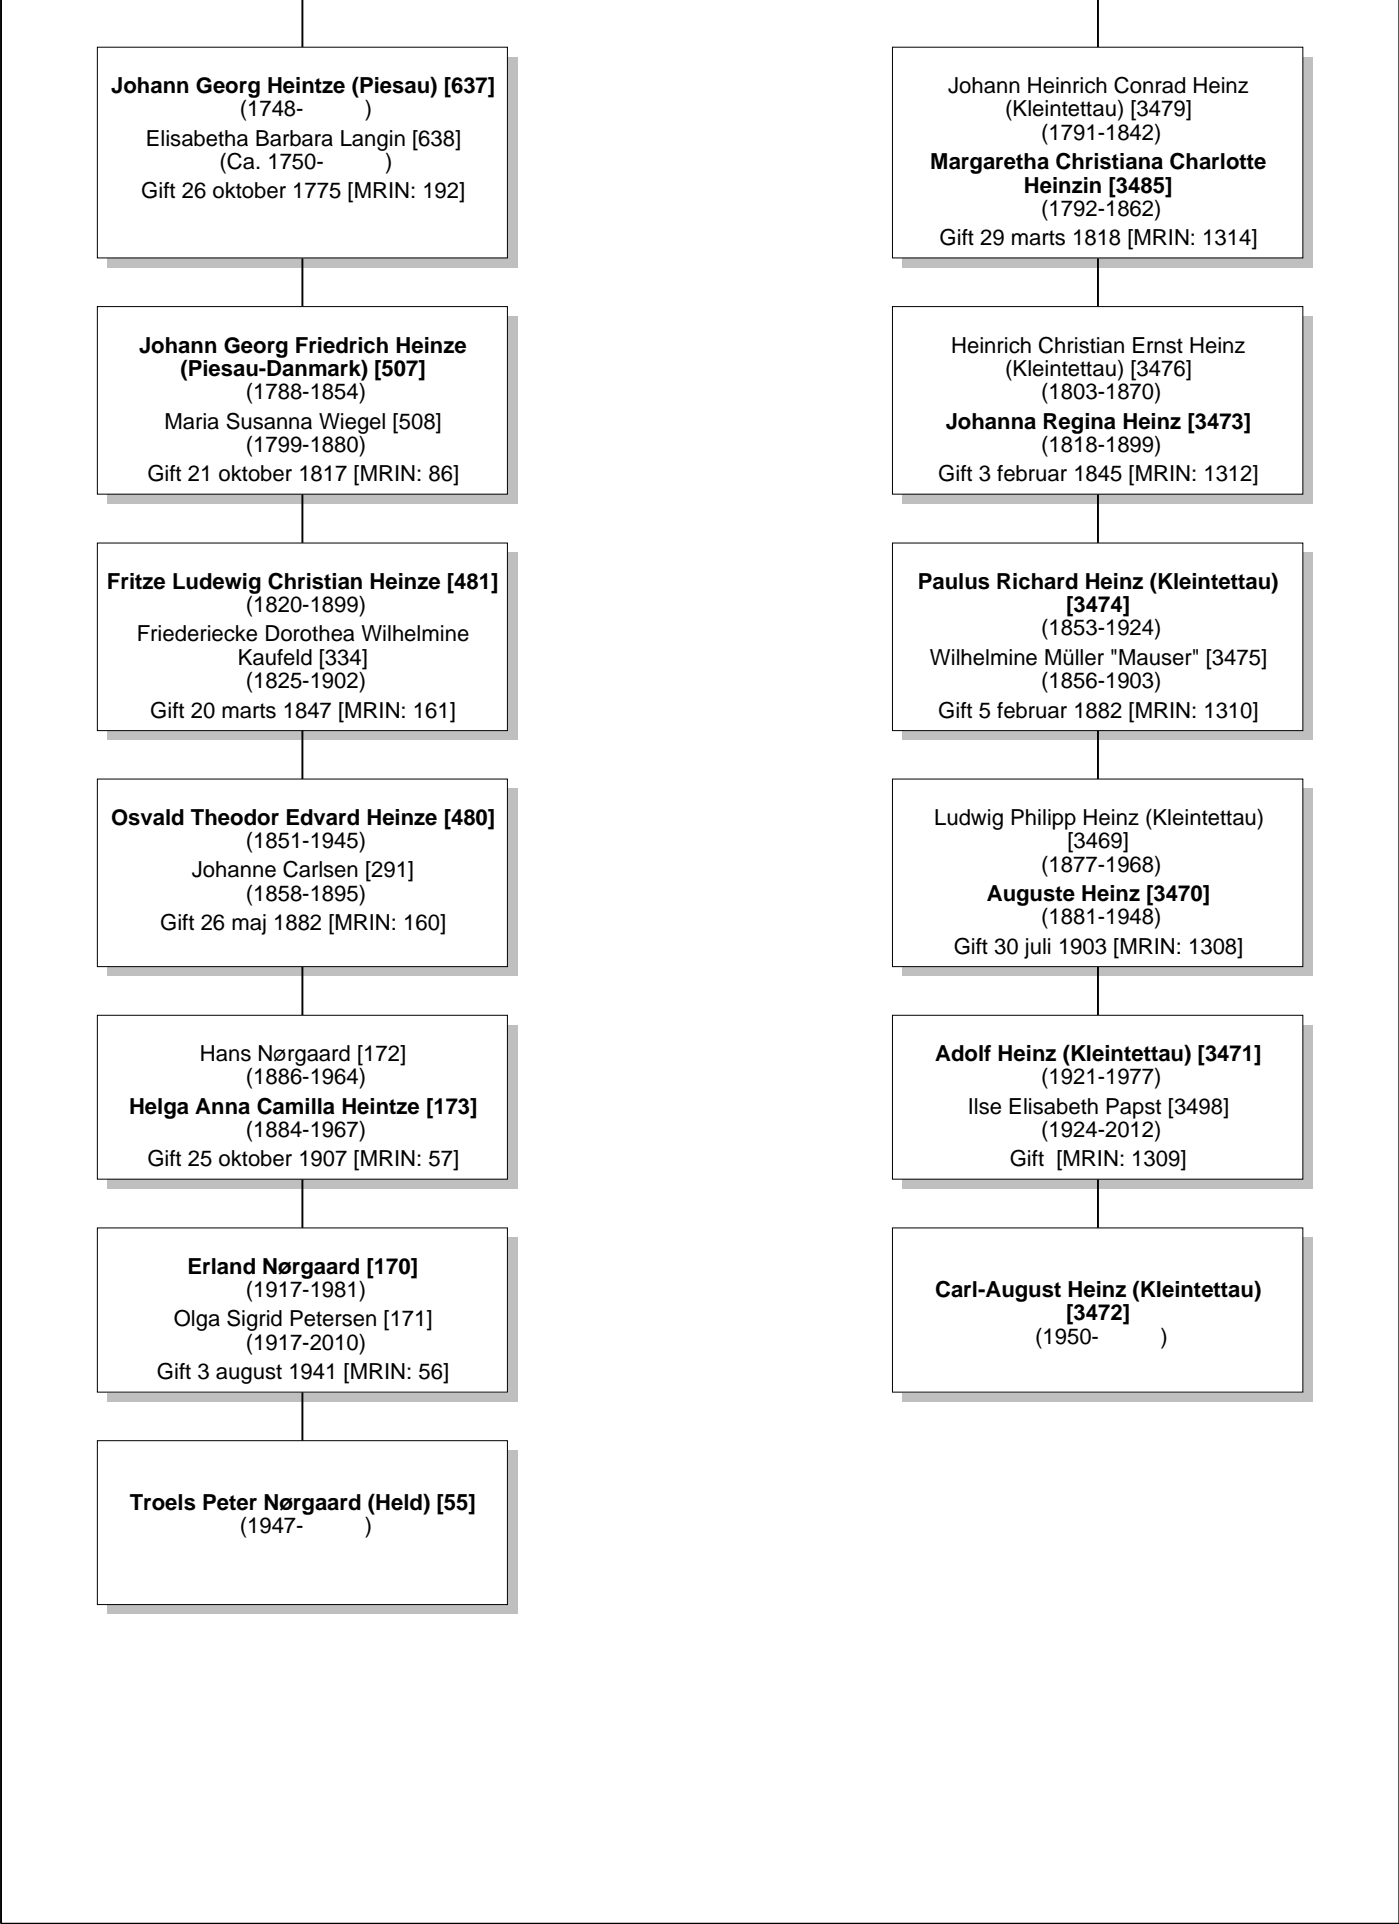 Johann Georg Heintze (Piesau) [637]
(1748- )
Elisabetha Barbara Langin [638]
(Ca. 1750- )
Gift 26 oktober 1775 [MRIN: 192]
Johann Georg Friedrich Heinze
(Piesau-Danmark) [507]
(1788-1854)
Maria Susanna Wiegel [508]
(1799-1880)
Gift 21 oktober 1817 [MRIN: 86]
Fritze Ludewig Christian Heinze [481]
(1820-1899)
Friederiecke Dorothea Wilhelmine
Kaufeld [334]
(1825-1902)
Gift 20 marts 1847 [MRIN: 161]
Osvald Theodor Edvard Heinze [480]
(1851-1945)
Johanne Carlsen [291]
(1858-1895)
Gift 26 maj 1882 [MRIN: 160]
Hans Nørgaard [172]
(1886-1964)
Helga Anna Camilla Heintze [173]
(1884-1967)
Gift 25 oktober 1907 [MRIN: 57]
Erland Nørgaard [170]
(1917-1981)
Olga Sigrid Petersen [171]
(1917-2010)
Gift 3 august 1941 [MRIN: 56]
Troels Peter Nørgaard (Held) [55]
(1947- )
Johann Heinrich Conrad Heinz
(Kleintettau) [3479]
(1791-1842)
Margaretha Christiana Charlotte
Heinzin [3485]
(1792-1862)
Gift 29 marts 1818 [MRIN: 1314]
Heinrich Christian Ernst Heinz
(Kleintettau) [3476]
(1803-1870)
Johanna Regina Heinz [3473]
(1818-1899)
Gift 3 februar 1845 [MRIN: 1312]
Paulus Richard Heinz (Kleintettau)
[3474]
(1853-1924)
Wilhelmine Müller "Mauser" [3475]
(1856-1903)
Gift 5 februar 1882 [MRIN: 1310]
Ludwig Philipp Heinz (Kleintettau)
[3469]
(1877-1968)
Auguste Heinz [3470]
(1881-1948)
Gift 30 juli 1903 [MRIN: 1308]
Adolf Heinz (Kleintettau) [3471]
(1921-1977)
Ilse Elisabeth Papst [3498]
(1924-2012)
Gift [MRIN: 1309]
Carl-August Heinz (Kleintettau)
[3472]
(1950- )